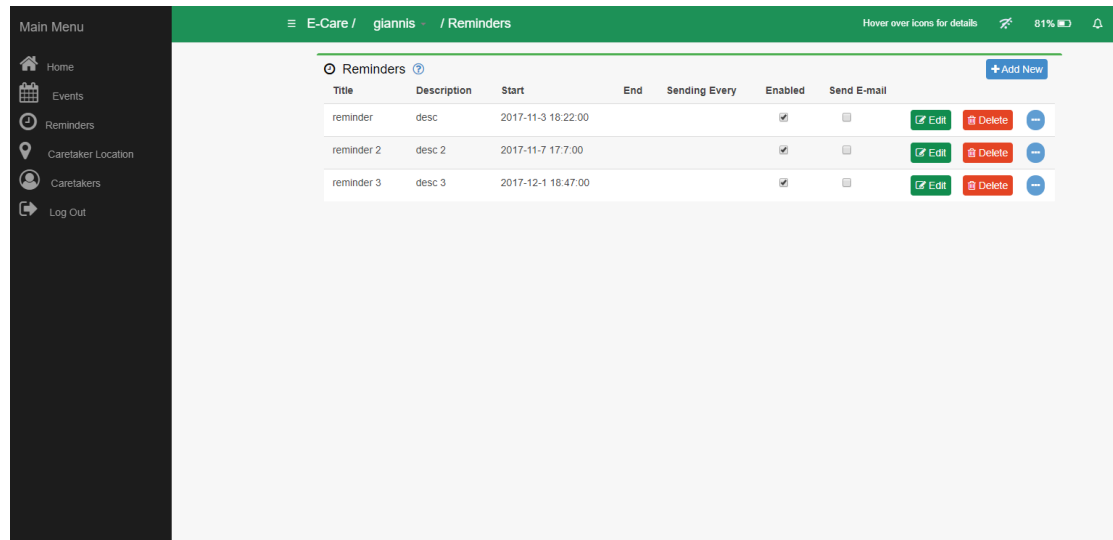 Main Menu
Home
Events
Reminders
Caretaker Location
Caretakers
Log Out
E-Care / giannis / Reminders
Hover over icons for details 81%
Reminders
+ Add New
Title Description Start End Sending Every Enabled Send E-mail
reminder desc 2017-11-3 18:22:00 Edit Delete
reminder 2 desc 2 2017-11-7 17:7:00 Edit Delete
reminder 3 desc 3 2017-12-1 18:47:00 Edit Delete